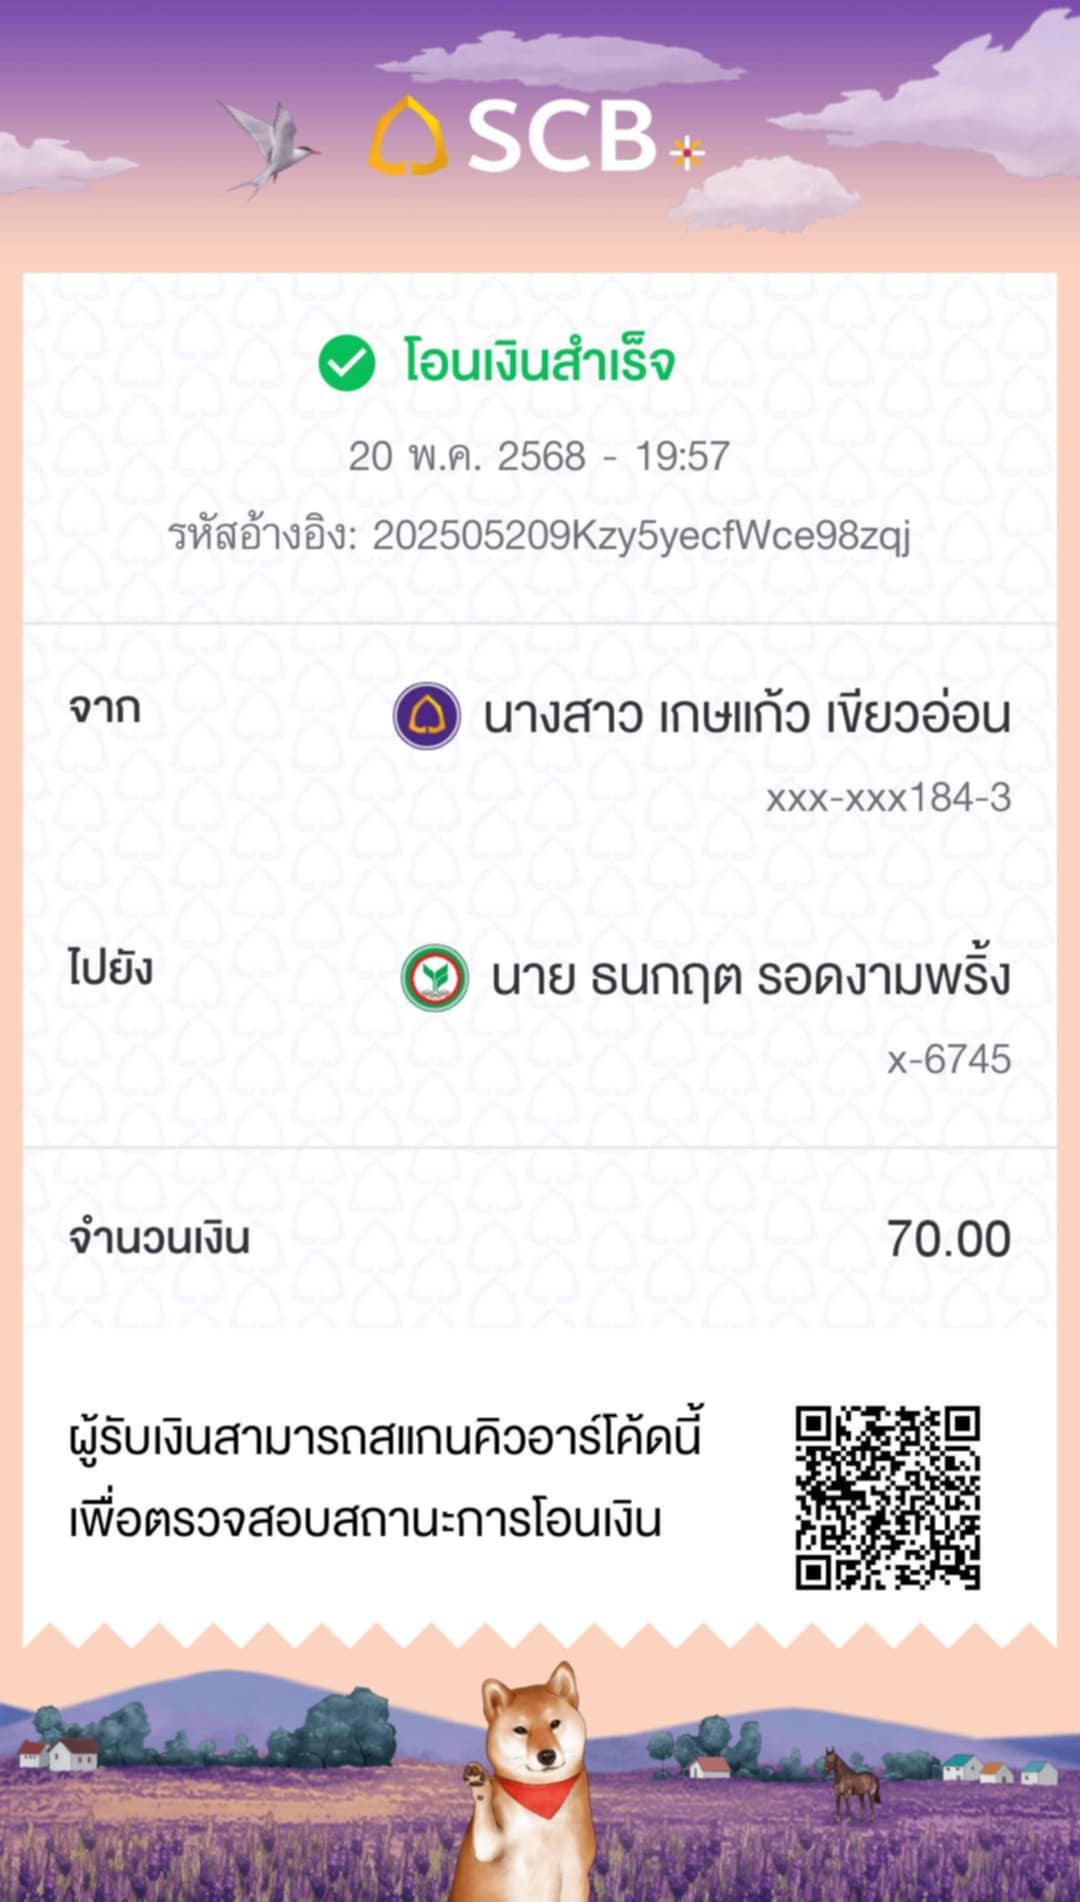 SCB
โอนเงินสำเร็จ
20 พ.ค. 2568 - 19:57
รหัสอ้างอิง: 202505209Kzy5yecfWce98zqj
จาก
นางสาว เกษแก้ว เขียวอ่อน
xxx-xxx184-3
ไปยัง
นาย ธนกฤต รอดงามพริ้ง
x-6745
จำนวนเงิน
70.00
ผู้รับเงินสามารถสแกนคิวอาร์โค้ดนี้
เพื่อตรวจสอบสถานะการโอนเงิน